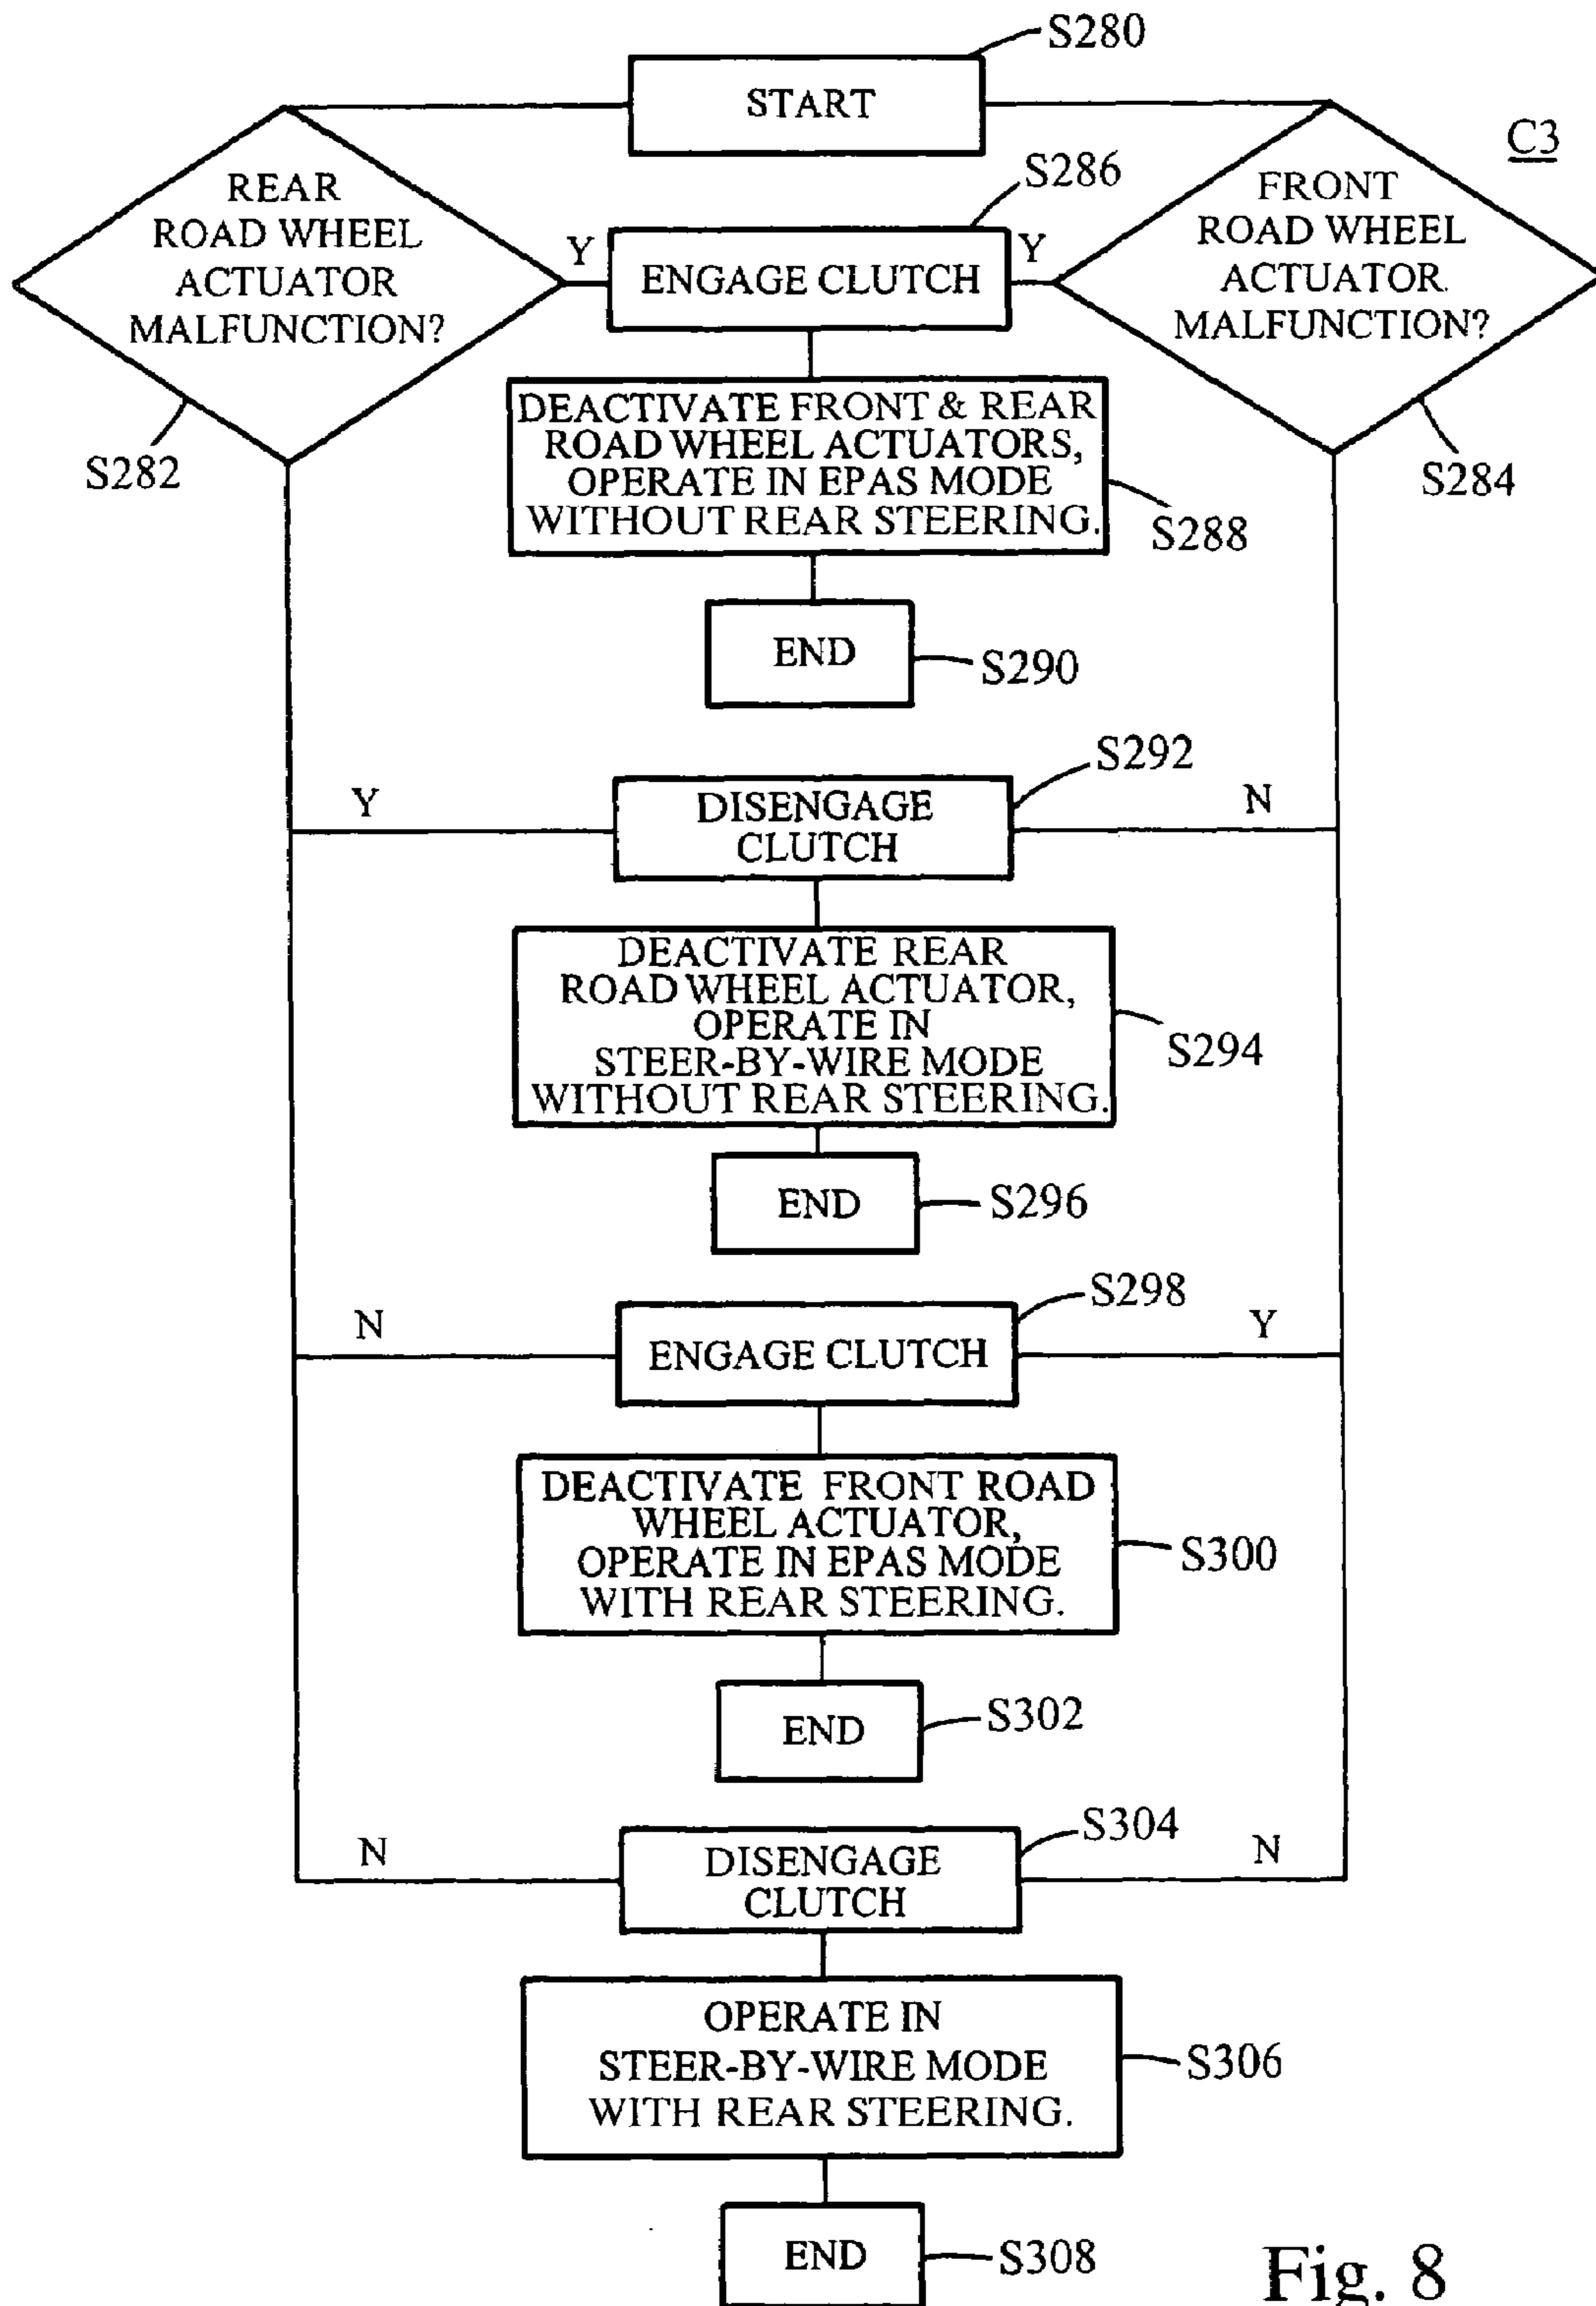 S280
START
C3
REAR
ROAD WHEEL
ACTUATOR
MALFUNCTION?
S286
FRONT
ROAD WHEEL
ACTUATOR.
MALFUNCTION?
Y
ENGAGE CLUTCH
Y
S282
DEACTIVATE FRONT & REAR
ROAD WHEEL ACTUATORS,
OPERATE IN EPAS MODE
WITHOUT REAR STEERING.
S288
S284
END
S290
S292
Y
DISENGAGE
CLUTCH
N
DEACTIVATE REAR
ROAD WHEEL ACTUATOR,
OPERATE IN
STEER-BY-WIRE MODE
WITHOUT REAR STEERING.
S294
END
S296
S298
N
ENGAGE CLUTCH
Y
DEACTIVATE FRONT ROAD
WHEEL ACTUATOR,
OPERATE IN EPAS MODE
WITH REAR STEERING.
S300
END
S302
S304
N
DISENGAGE
CLUTCH
N
OPERATE IN
STEER-BY-WIRE MODE
WITH REAR STEERING.
S306
END
S308
Fig. 8